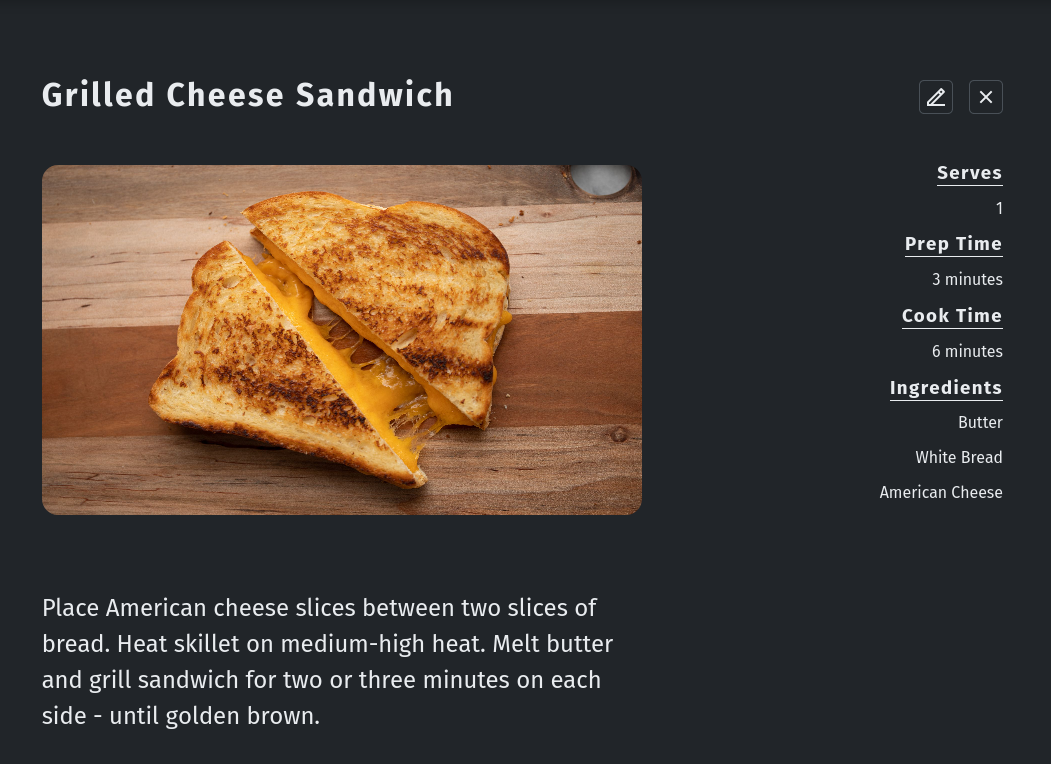 Grilled Cheese Sandwich
Serves
1
Prep Time
3 minutes
Cook Time
6 minutes
Ingredients
Butter
White Bread
American Cheese
Place American cheese slices between two slices of
bread. Heat skillet on medium-high heat. Melt butter
and grill sandwich for two or three minutes on each
side - until golden brown.